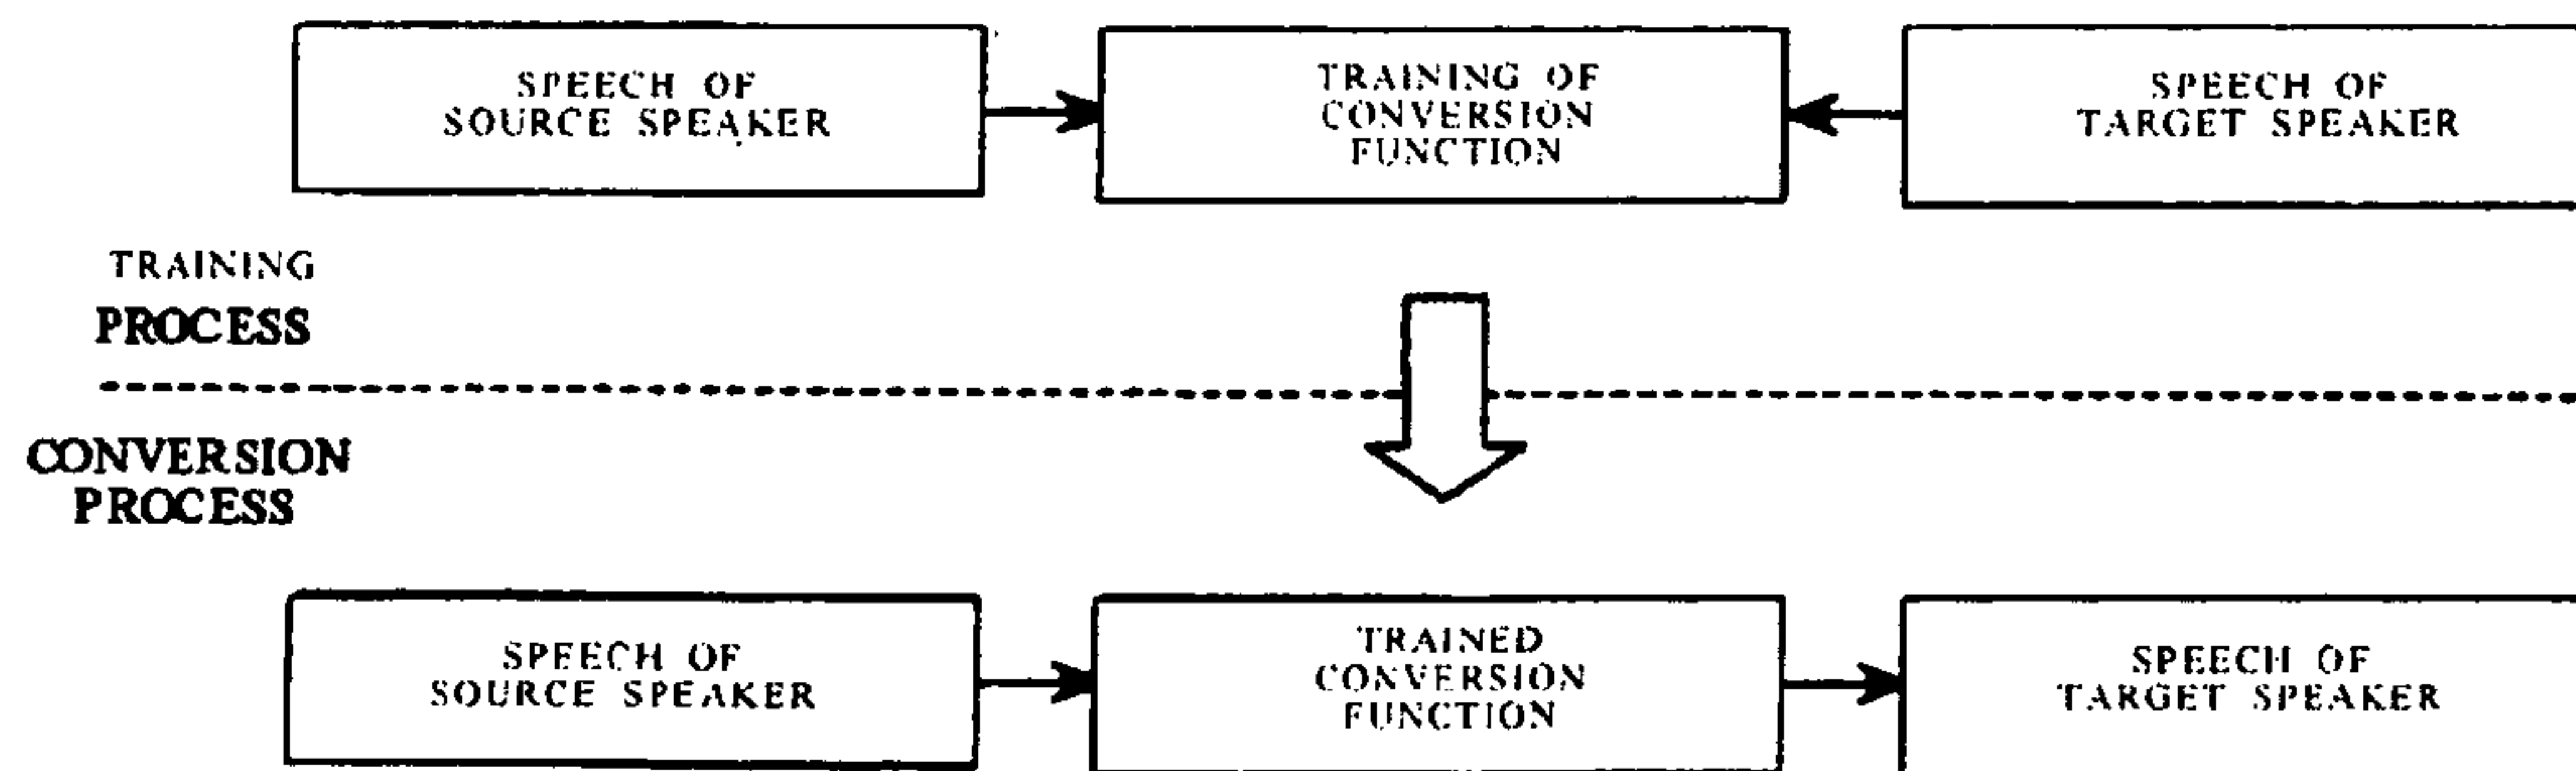 SPEECH OF
SOURCE SPEAKER
TRAINING OF
CONVERSION
FUNCTION
SPEECH OF
TARGET SPEAKER
TRAINING
PROCESS
CONVERSION
PROCESS
SPEECH OF
SOURCE SPEAKER
TRAINED
CONVERSION
FUNCTION
SPEECH OF
TARGET SPEAKER